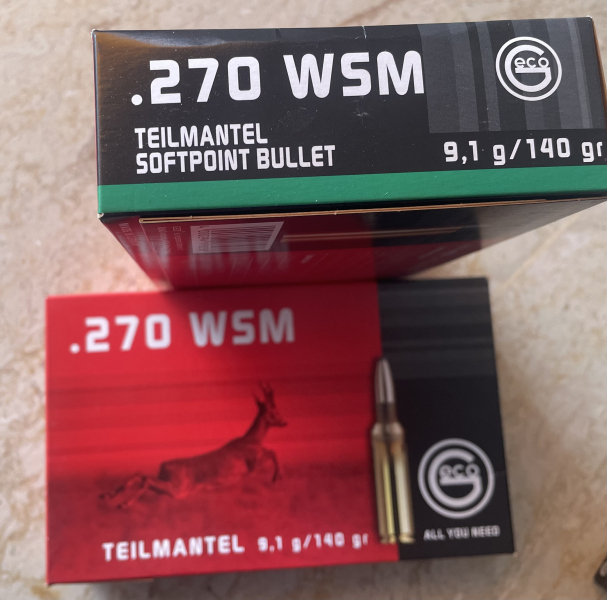 .270 WSM
Geco
TEILMANTEL
SOFTPOINT BULLET
9,1 g/140 gr
.270 WSM
Geco
ALL YOU NEED
TEILMANTEL 9,1 g/140 gr